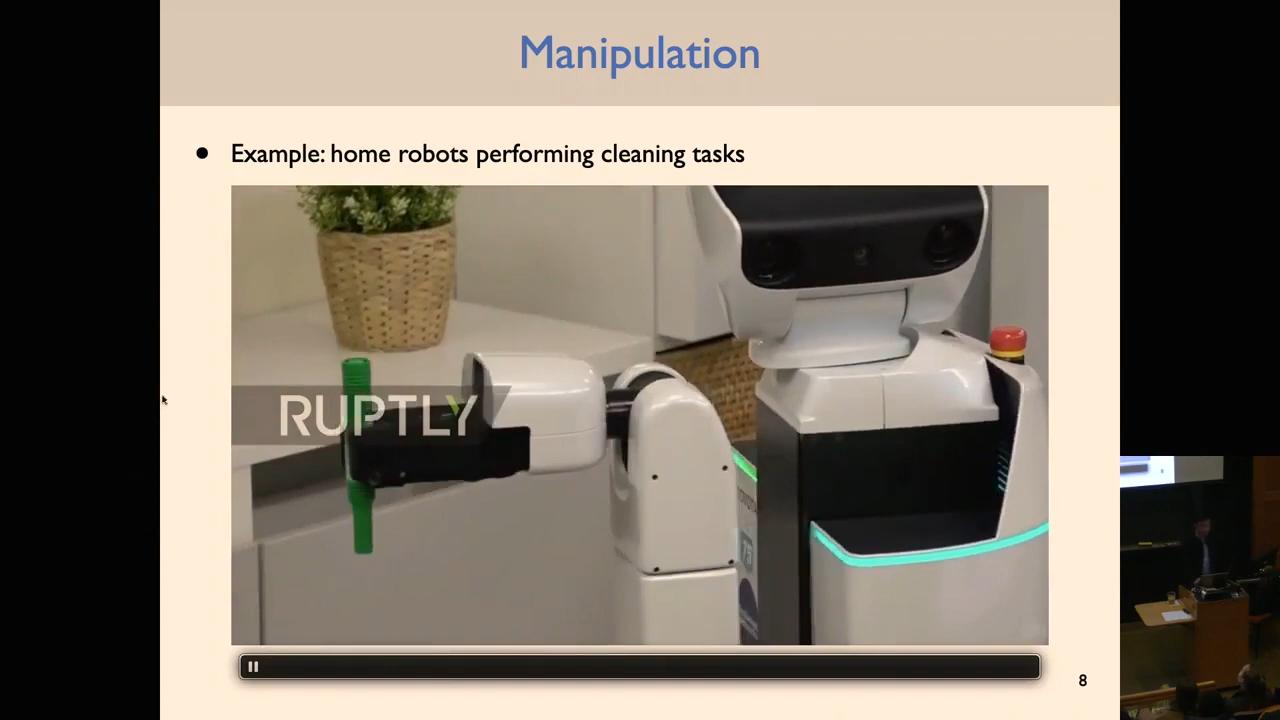 Manipulation
● Example: home robots performing cleaning tasks
RUPTLY
8